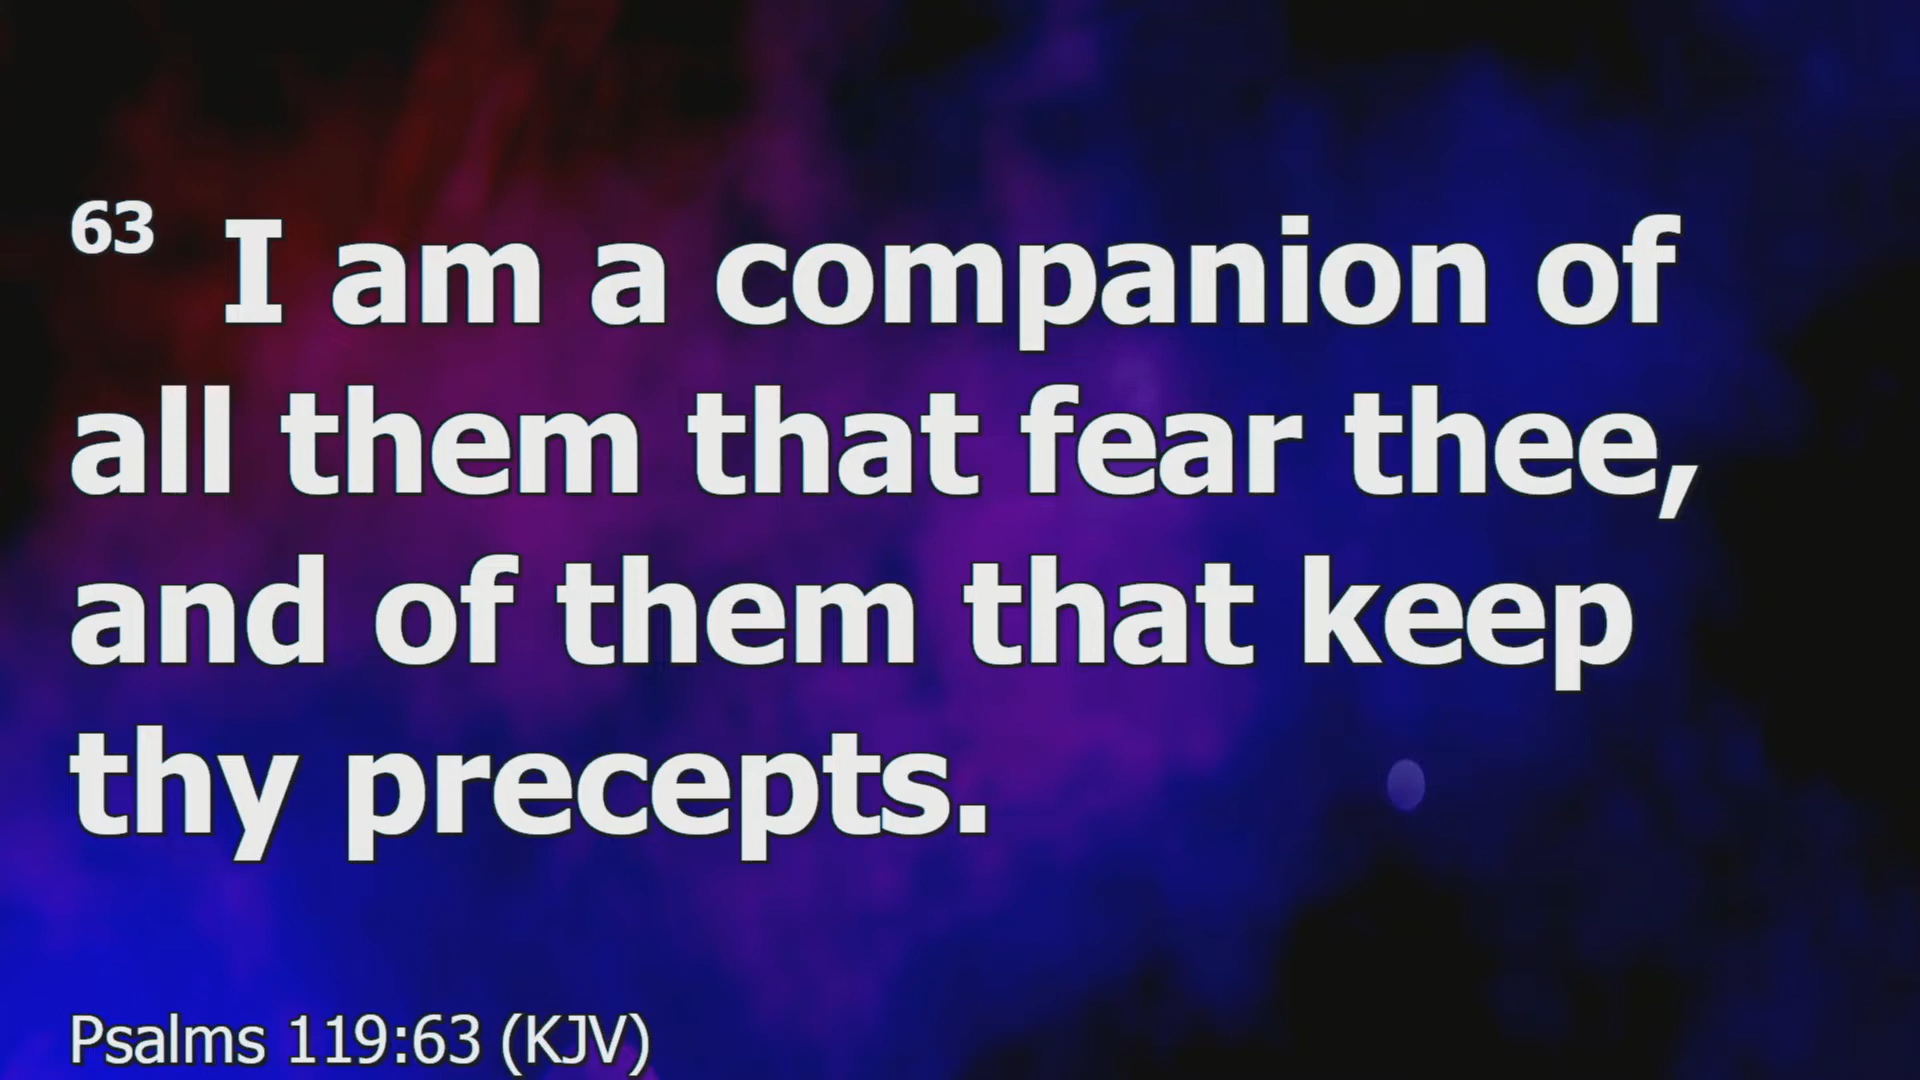 63 I am a companion of
all them that fear thee,
and of them that keep
thy precepts.
Psalms 119:63 (KJV)